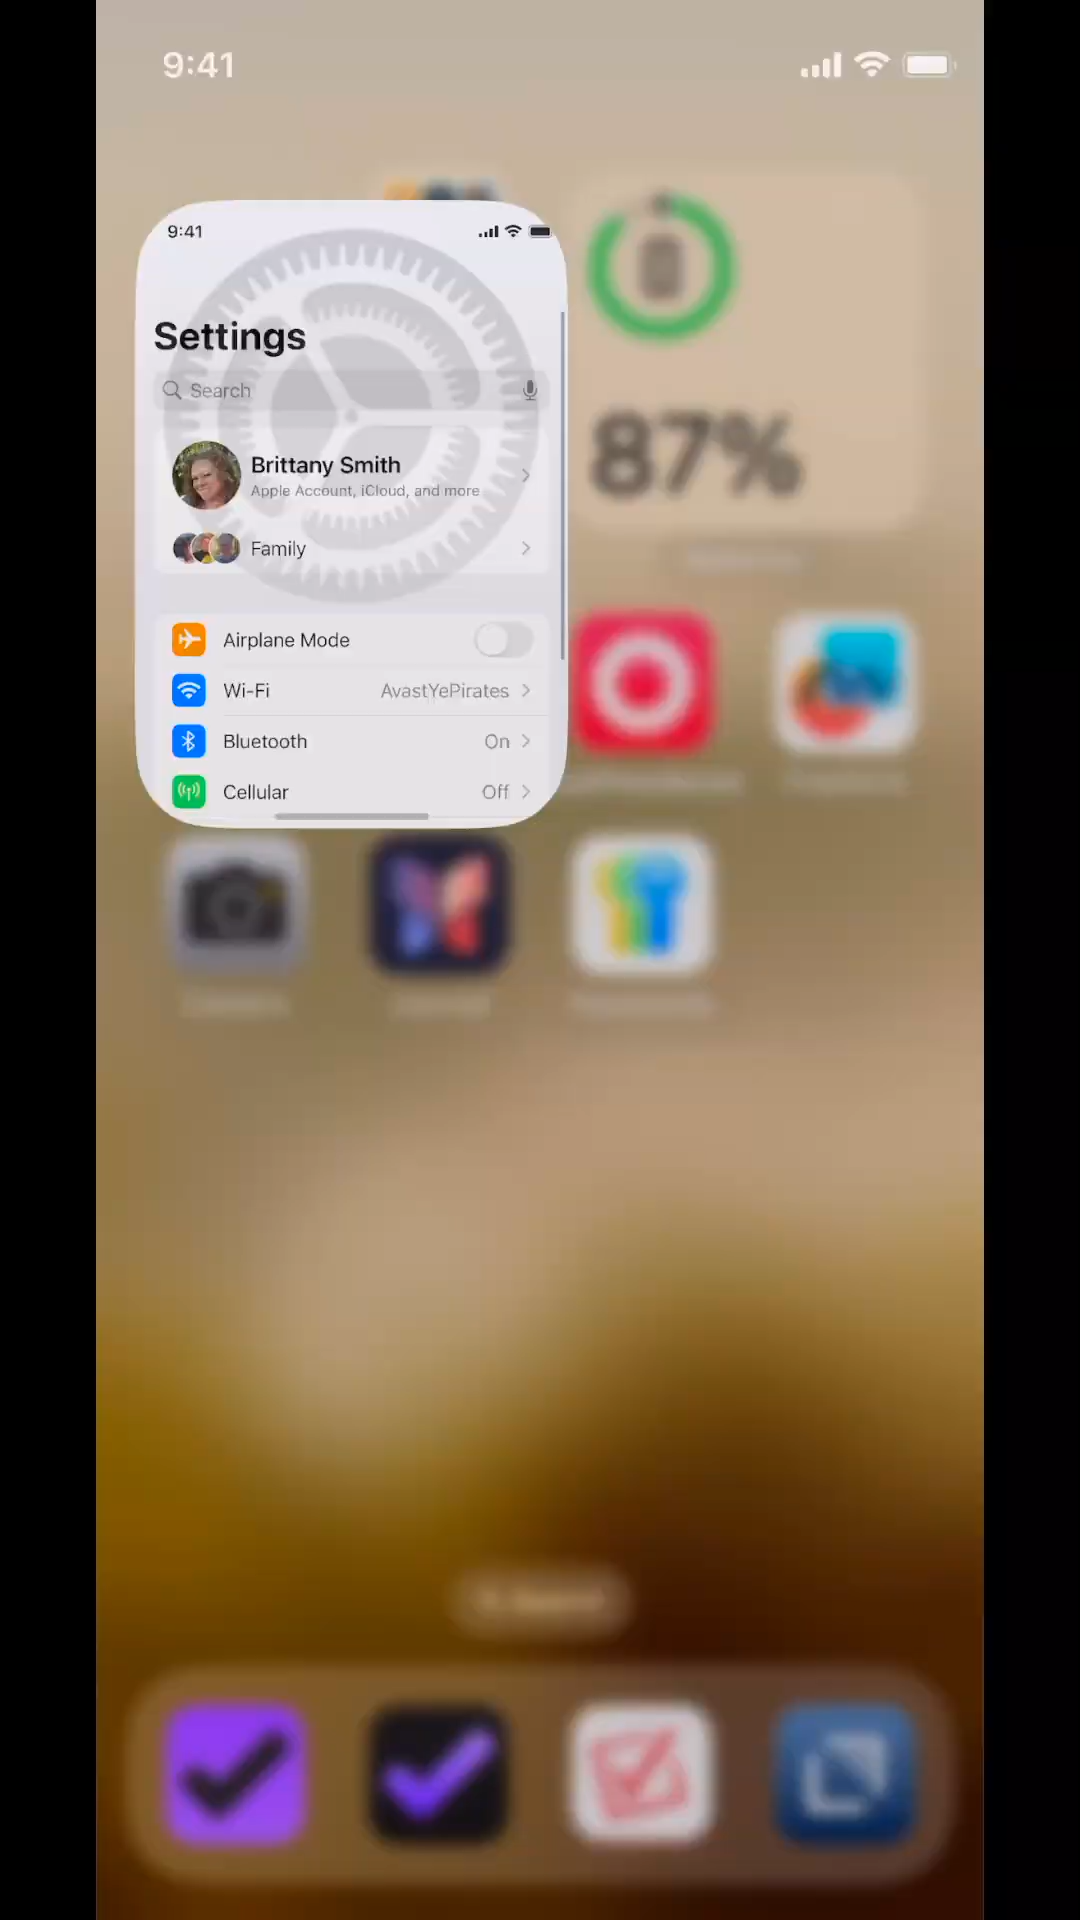 9:41
9:41
Settings
Search
Brittany Smith
Apple Account, iCloud, and more
Family
Airplane Mode
Wi-Fi AvastYePirates
Bluetooth On
Cellular Off
87%